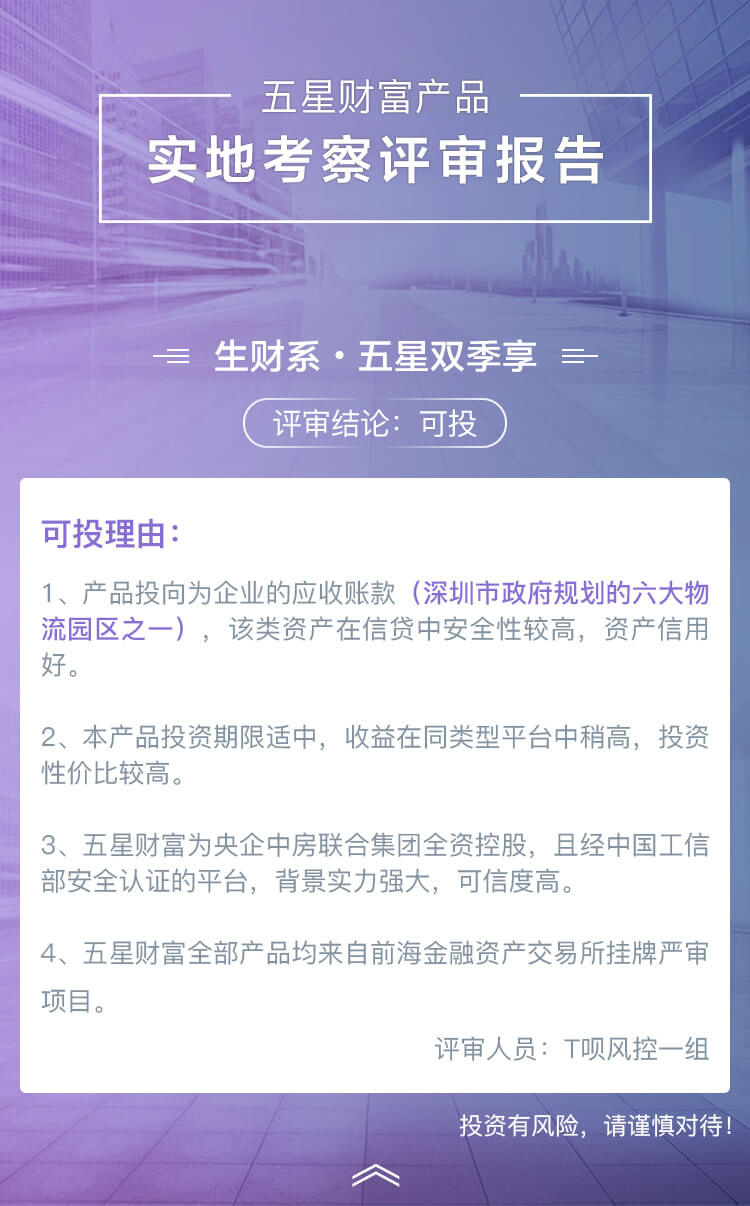 五星财富产品
实地考察评审报告
生财系·五星双季享
评审结论：可投
可投理由：
1、产品投向为企业的应收账款（深圳市政府规划的六大物
流园区之一），该类资产在信贷中安全性较高，资产信用
好。
2、本产品投资期限适中，收益在同类型平台中稍高，投资
性价比较高。
3、五星财富为央企中房联合集团全资控股，且经中国工信
部安全认证的平台，背景实力强大，可信度高。
4、五星财富全部产品均来自前海金融资产交易所挂牌严审
项目。
评审人员：T呗风控一组
投资有风险，请谨慎对待！